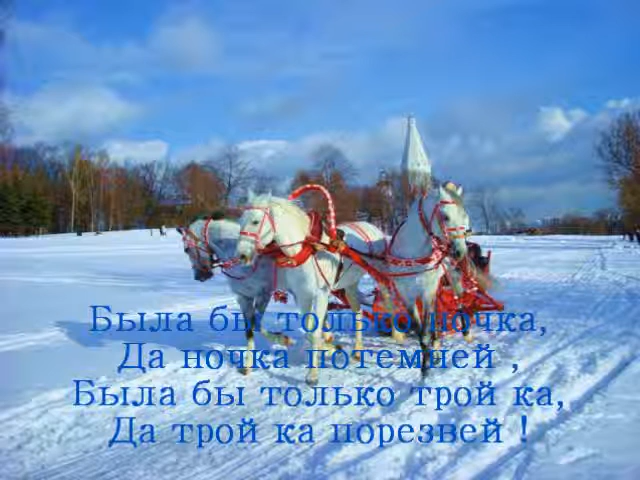 Была бы только ночка,
Да ночка потемней ,
Была бы только трой ка,
Да трой ка порезвей !